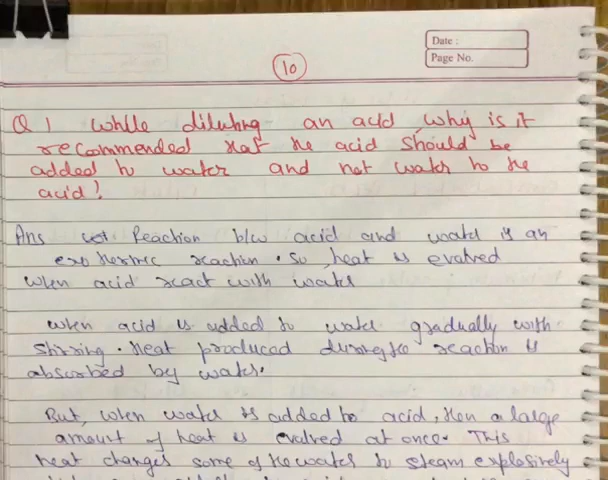 Date :
Page No.
10
Q 1 While diluting an acid, why is it
recommended that the acid should be
added to water and not water to the
acid?
Ans Reaction b/w acid and water is an
exothermic reaction. So, heat is evalved
when acid react with water
when acid is added to water gradually with
stirring. Heat produced during the reaction is
absorbed by water.
But, when water is added to acid, then a large
amount of heat is evalved at once. This
heat changes some of the water to steam explosively